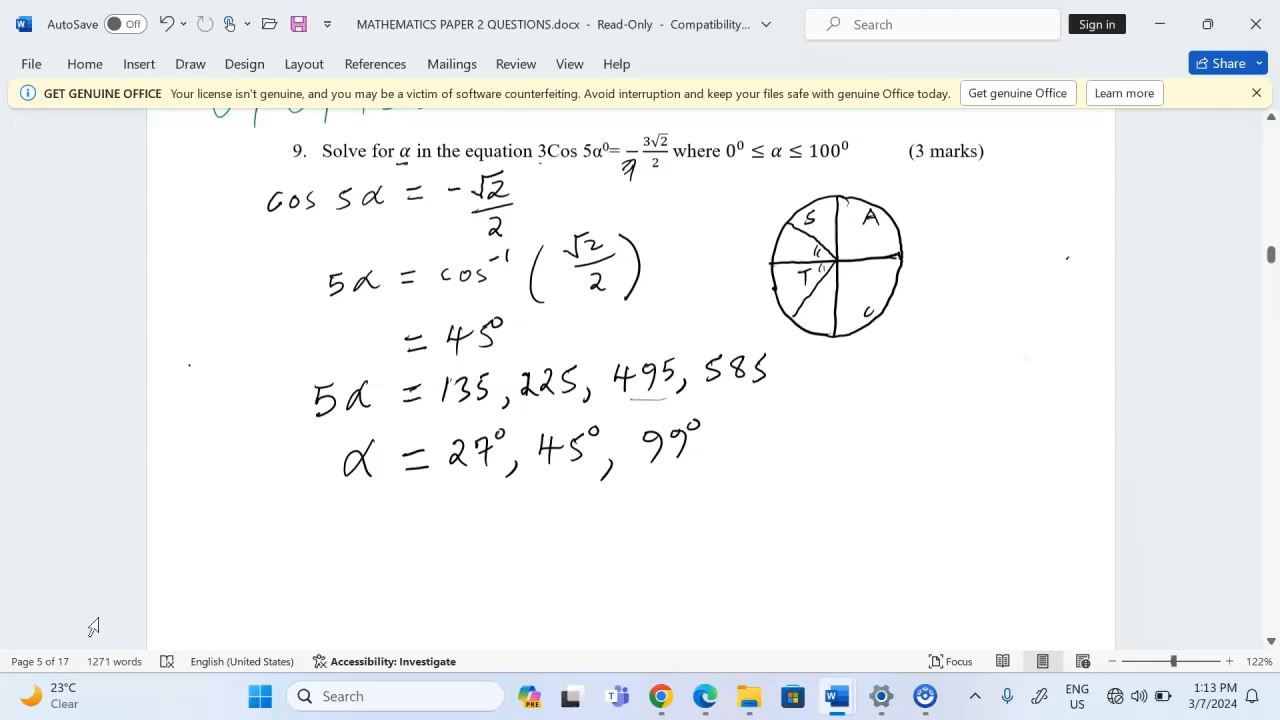 AutoSave Off MATHEMATICS PAPER 2 QUESTIONS.docx - Read-Only - Compatibility... Search Sign in
File Home Insert Draw Design Layout References Mailings Review View Help Share
GET GENUINE OFFICE Your license isn't genuine, and you may be a victim of software counterfeiting. Avoid interruption and keep your files safe with genuine Office today. Get genuine Office Learn more
9. Solve for α in the equation 3Cos 5α⁰= −3√2/2 where 0⁰ ≤ α ≤ 100⁰ (3 marks)
cos 5α = -√2/2
S A
T C
5α = cos⁻¹ (√2/2)
= 45⁰
5α = 135, 225, 495, 585
α = 27⁰, 45⁰, 99⁰
Page 5 of 17 1271 words English (United States) Accessibility: Investigate Focus 122%
23°C
Clear
Search
PRE
ENG
US
1:13 PM
3/7/2024